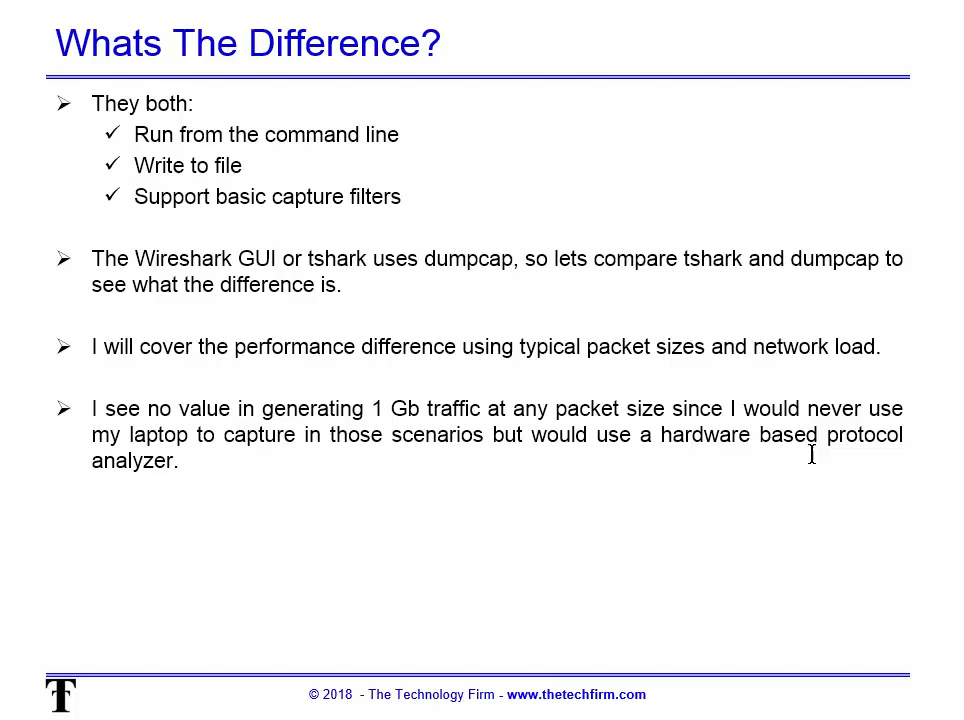 Whats The Difference?
They both:
Run from the command line
Write to file
Support basic capture filters
The Wireshark GUI or tshark uses dumpcap, so lets compare tshark and dumpcap to
see what the difference is.
I will cover the performance difference using typical packet sizes and network load.
I see no value in generating 1 Gb traffic at any packet size since I would never use
my laptop to capture in those scenarios but would use a hardware based protocol
analyzer.
© 2018 - The Technology Firm - www.thetechfirm.com